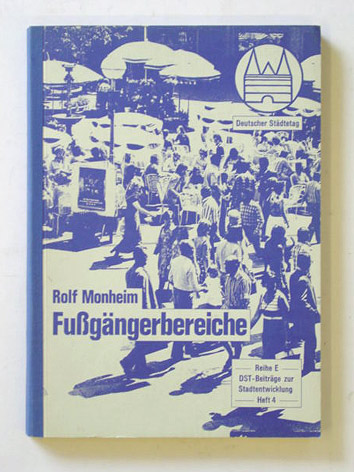 Deutscher Städtetag
Rolf Monheim
Fußgängerbereiche
Reihe E
DST-Beiträge zur
Stadtentwicklung
Heft 4